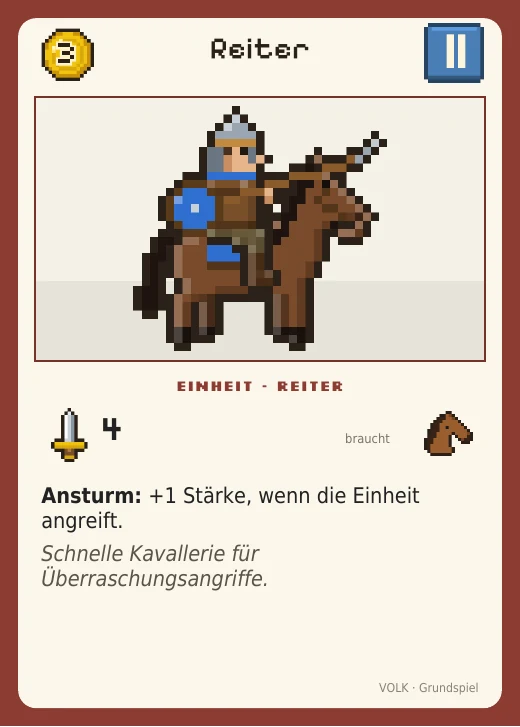 3
Reiter
II
EINHEIT - REITER
4
braucht
Ansturm: +1 Stärke, wenn die Einheit
angreift.
Schnelle Kavallerie für
Überraschungsangriffe.
VOLK · Grundspiel